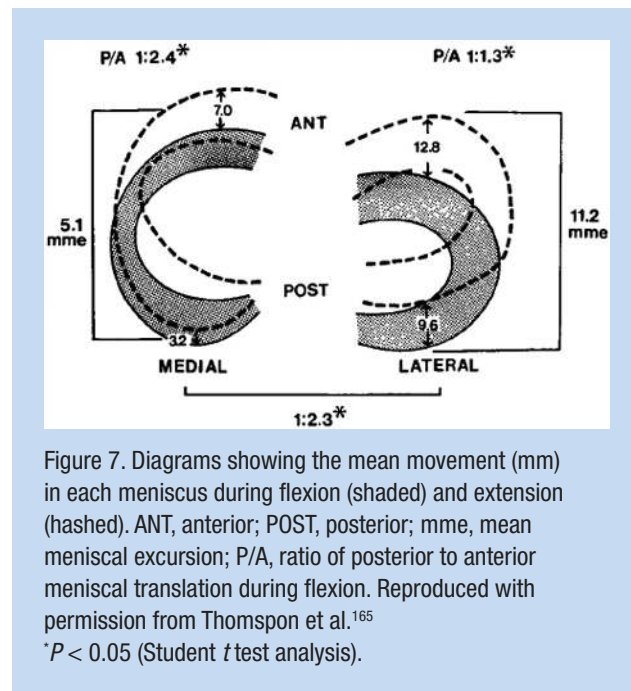 P/A 1:2.4* P/A 1:1.3*
7.0
ANT
12.8
5.1
mme
11.2
mme
POST
3.2
9.6
MEDIAL LATERAL
1:2.3*
Figure 7. Diagrams showing the mean movement (mm)
in each meniscus during flexion (shaded) and extension
(hashed). ANT, anterior; POST, posterior; mme, mean
meniscal excursion; P/A, ratio of posterior to anterior
meniscal translation during flexion. Reproduced with
permission from Thomspon et al.165
*P < 0.05 (Student t test analysis).